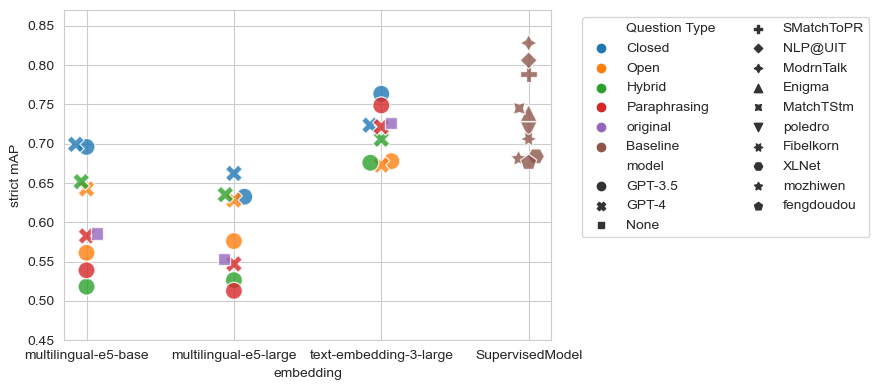 0.85
0.80
0.75
0.70
0.65
0.60
0.55
0.50
0.45
strict mAP
multilingual-e5-base
multilingual-e5-large
text-embedding-3-large
SupervisedModel
embedding
Question Type
Closed
Open
Hybrid
Paraphrasing
original
Baseline
model
GPT-3.5
GPT-4
None
SMatchToPR
NLP@UIT
ModrnTalk
Enigma
MatchTStm
poledro
Fibelkorn
XLNet
mozhiwen
fengdoudou